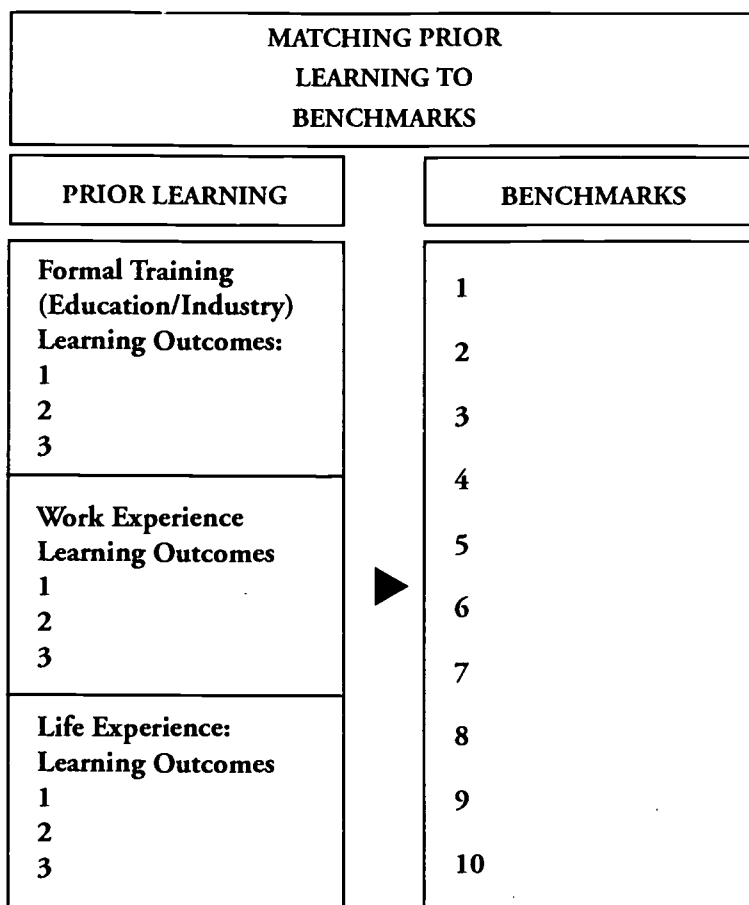 MATCHING PRIOR
LEARNING TO
BENCHMARKS
PRIOR LEARNING
Formal Training
(Education/Industry)
Learning Outcomes:
1
2
3
Work Experience
Learning Outcomes
1
2
3
Life Experience:
Learning Outcomes
1
2
3
BENCHMARKS
1
2
3
4
5
6
7
8
9
10